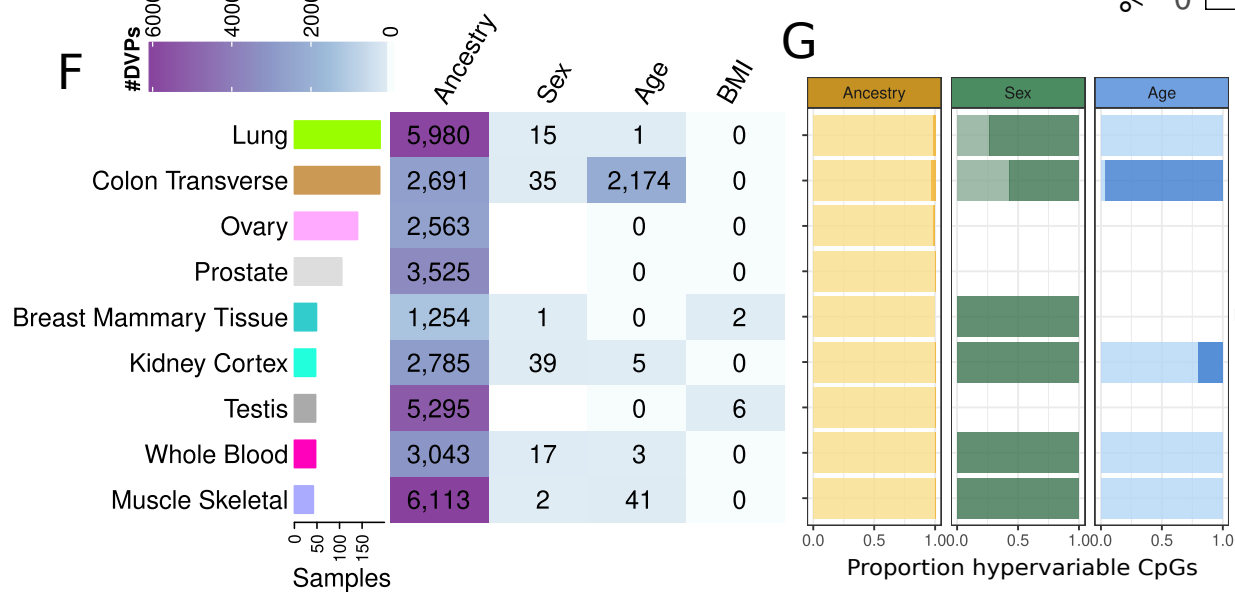 F
#DVPs
6000
4000
2000
0
Ancestry
Sex
Age
BMI
Lung 5,980 15 1 0
Colon Transverse 2,691 35 2,174 0
Ovary 2,563 0 0
Prostate 3,525 0 0
Breast Mammary Tissue 1,254 1 0 2
Kidney Cortex 2,785 39 5 0
Testis 5,295 0 6
Whole Blood 3,043 17 3 0
Muscle Skeletal 6,113 2 41 0
0 50 100 150
Samples
% 0
G
Ancestry Sex Age
0.0 0.5 1.0 0.0 0.5 1.0 0.0 0.5 1.0
Proportion hypervariable CpGs